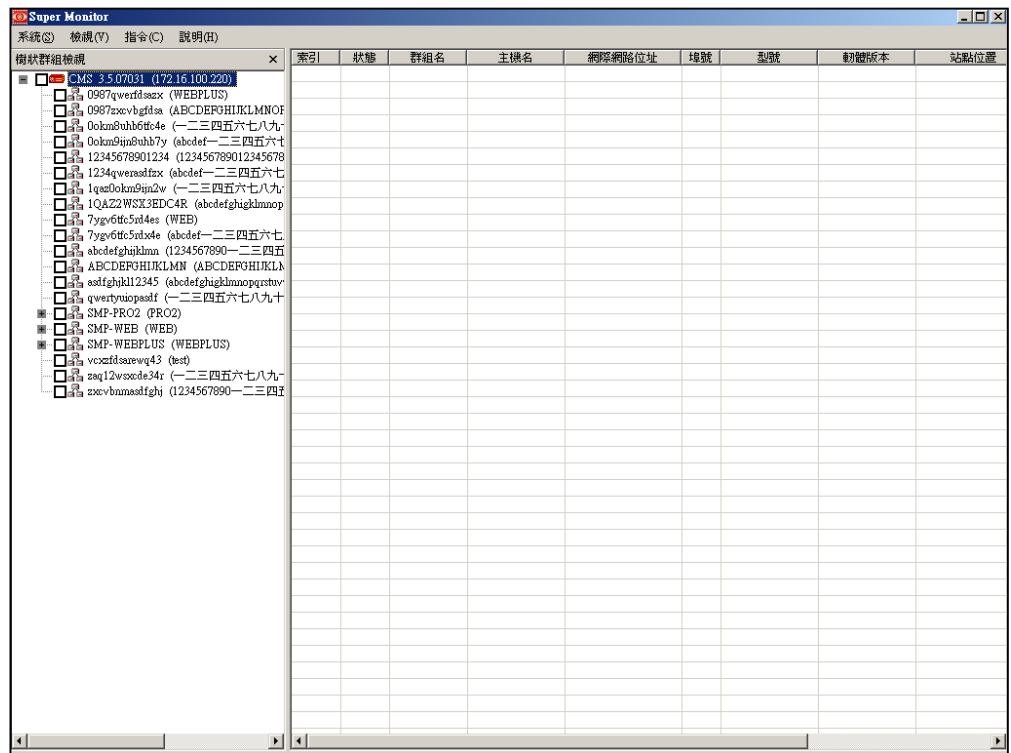 Super Monitor
系統(S) 檢視(V) 指令(C) 說明(H)
樹狀群組檢視
索引 狀態 群組名 主機名 網際網路位址 埠號 型號 軔體版本 站點位置
CMS 3.5.07031 (172.16.100.220)
0987qwerfdsazx (WEBPLUS)
0987zxcvbgfdsa (ABCDEFGHIJKLMNOP
0okm8uhb6tfc4e (一二三四五六七八九十
0okm9ijn8uhb7y (abcdef一二三四五六七
12345678901234 (12345678901234567８
1234qwerasdfzx (abcdef一二三四五六七
1qaz0okm9ijn2w (一二三四五六七八九十
1QAZ2WSX3EDC4R (abcdefghigklmnop
7ygv6tfc5rd4es (WEB)
7ygv6tfc5rdx4e (abcdef一二三四五六七
abcdefghijklmn (1234567890一二三四五
ABCDEFGHIJKLMN (ABCDEFGHIJKLN
asdfghjkl12345 (abcdefghigklmnopqrstuv
qwertyuiopasdf (一二三四五六七八九十
SMP-PRO2 (PRO2)
SMP-WEB (WEB)
SMP-WEBPLUS (WEBPLUS)
vcxzfdsarewq43 (test)
zaq12wsxcde34r (一二三四五六七八九十
zxcvbnmasdfghj (1234567890一二三四五